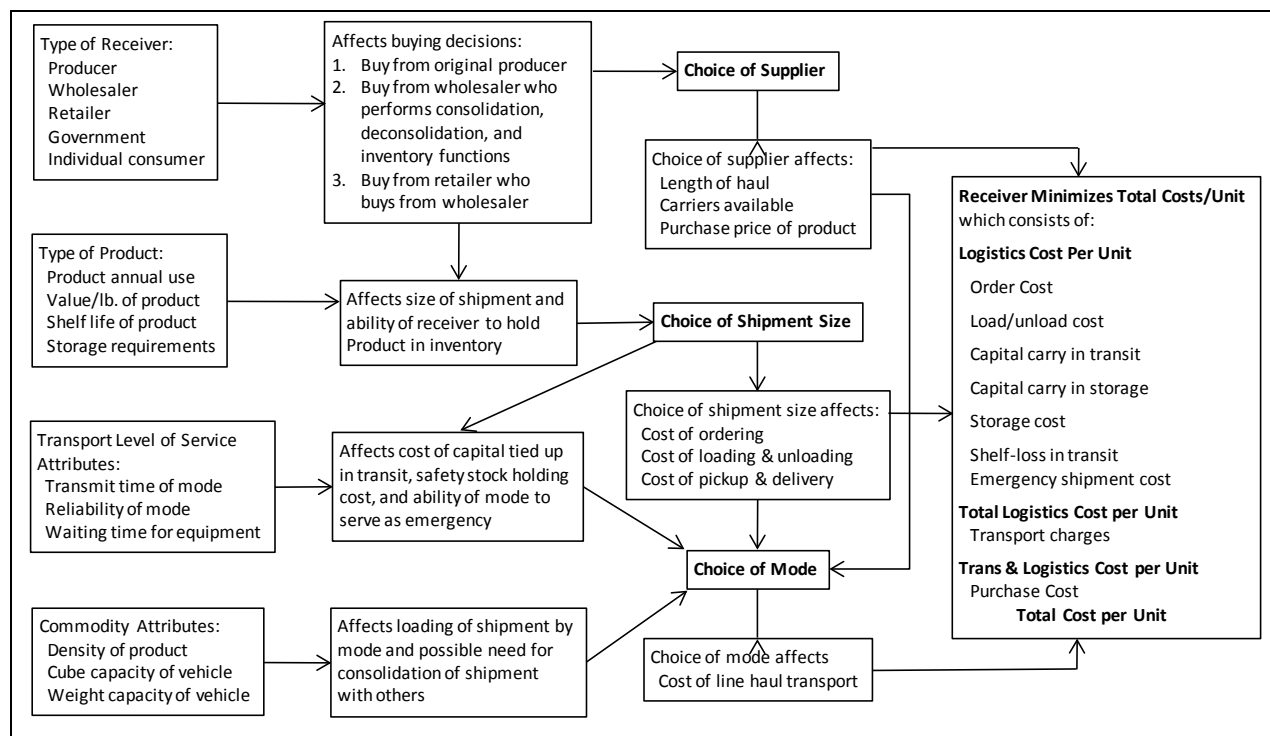 Type of Receiver:
Producer
Wholesaler
Retailer
Government
Individual consumer
Affects buying decisions:
1. Buy from original producer
2. Buy from wholesaler who
performs consolidation,
deconsolidation, and
inventory functions
3. Buy from retailer who
buys from wholesaler
Choice of Supplier
Choice of supplier affects:
Length of haul
Carriers available
Purchase price of product
Type of Product:
Product annual use
Value/lb. of product
Shelf life of product
Storage requirements
Affects size of shipment and
ability of receiver to hold
Product in inventory
Choice of Shipment Size
Choice of shipment size affects:
Cost of ordering
Cost of loading & unloading
Cost of pickup & delivery
Transport Level of Service
Attributes:
Transmit time of mode
Reliability of mode
Waiting time for equipment
Affects cost of capital tied up
in transit, safety stock holding
cost, and ability of mode to
serve as emergency
Choice of Mode
Commodity Attributes:
Density of product
Cube capacity of vehicle
Weight capacity of vehicle
Affects loading of shipment by
mode and possible need for
consolidation of shipment
with others
Choice of mode affects
Cost of line haul transport
Receiver Minimizes Total Costs/Unit
which consists of:
Logistics Cost Per Unit
Order Cost
Load/unload cost
Capital carry in transit
Capital carry in storage
Storage cost
Shelf-loss in transit
Emergency shipment cost
Total Logistics Cost per Unit
Transport charges
Trans & Logistics Cost per Unit
Purchase Cost
Total Cost per Unit